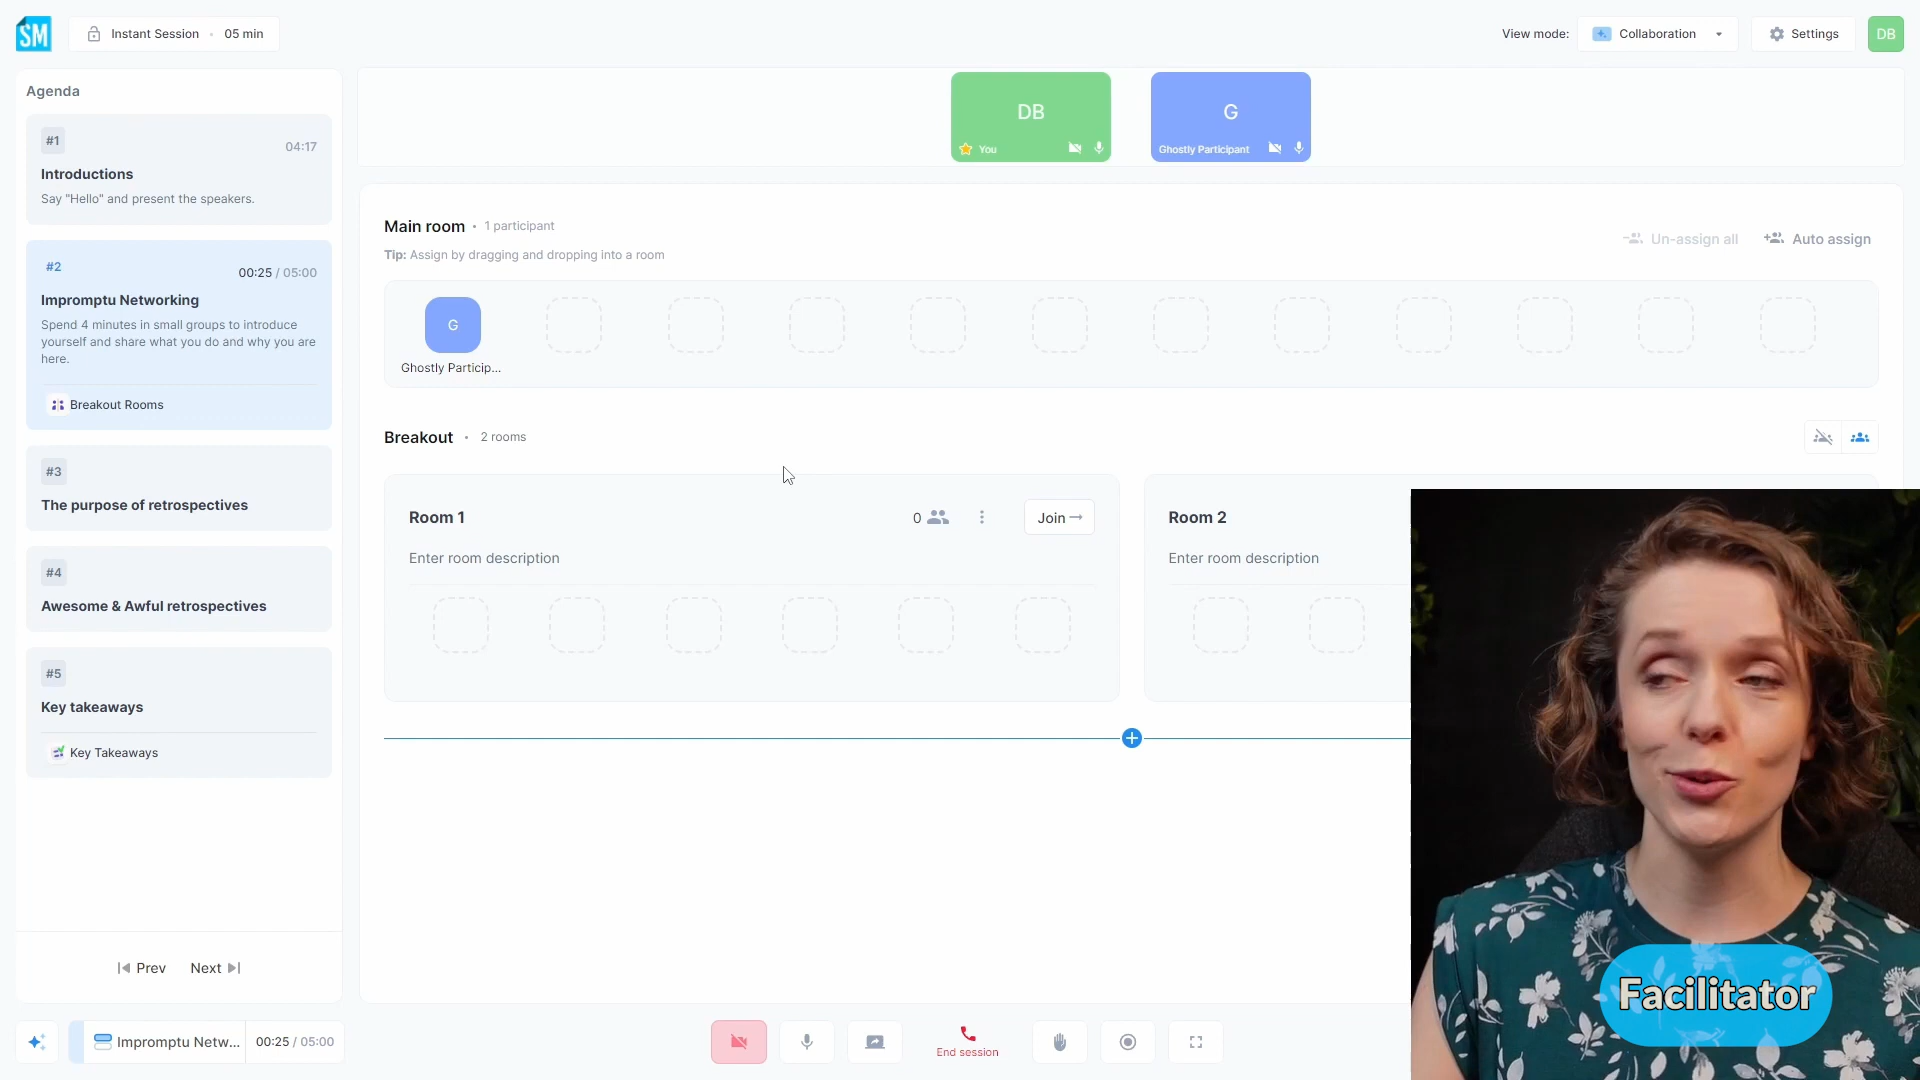 SM
Instant Session · 05 min
View mode:
Collaboration
Settings
DB
Agenda
#1
04:17
Introductions
Say "Hello" and present the speakers.
#2
00:25 / 05:00
Impromptu Networking
Spend 4 minutes in small groups to introduce
yourself and share what you do and why you are
here.
Breakout Rooms
#3
The purpose of retrospectives
#4
Awesome & Awful retrospectives
#5
Key takeaways
Key Takeaways
Prev
Next
Impromptu Netw...
00:25 / 05:00
DB
You
G
Ghostly Participant
Main room · 1 participant
Tip: Assign by dragging and dropping into a room
Un-assign all
Auto assign
G
Ghostly Particip...
Breakout · 2 rooms
Room 1
0
Join
Enter room description
Room 2
Enter room description
End session
Facilitator